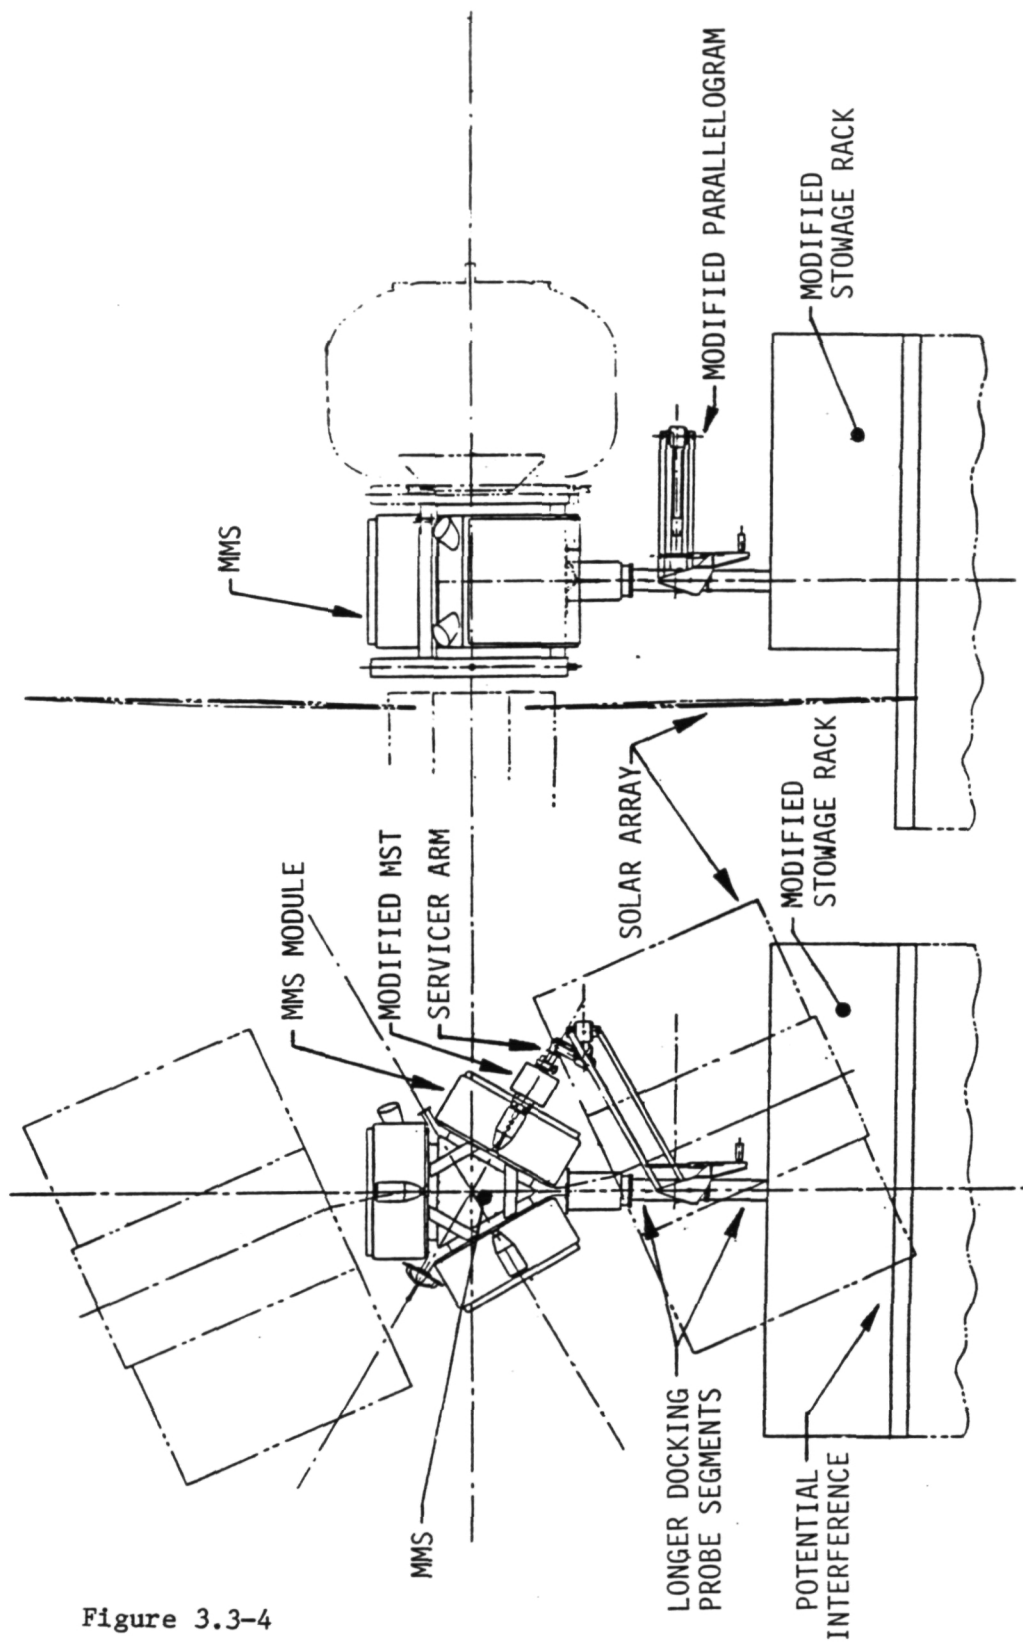 MMS
MODIFIED PARALLELOGRAM
MODIFIED
STOWAGE RACK
SOLAR ARRAY
MMS MODULE
MODIFIED MST
SERVICER ARM
MODIFIED
STOWAGE RACK
MMS
LONGER DOCKING
PROBE SEGMENTS
POTENTIAL
INTERFERENCE
Figure 3.3-4